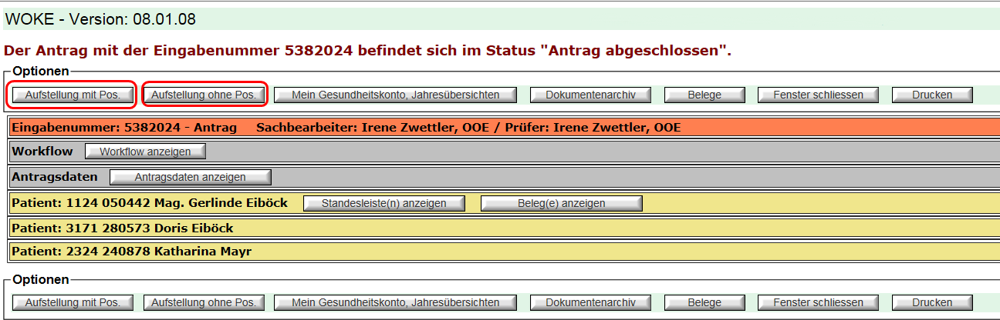 WOKE - Version: 08.01.08
Der Antrag mit der Eingabenummer 5382024 befindet sich im Status "Antrag abgeschlossen".
Optionen
Aufstellung mit Pos. Aufstellung ohne Pos. Mein Gesundheitskonto, Jahresübersichten Dokumentenarchiv Belege Fenster schliessen Drucken
Eingabenummer: 5382024 - Antrag Sachbearbeiter: Irene Zwettler, OOE / Prüfer: Irene Zwettler, OOE
Workflow Workflow anzeigen
Antragsdaten Antragsdaten anzeigen
Patient: 1124 050442 Mag. Gerlinde Eiböck Standesleiste(n) anzeigen Beleg(e) anzeigen
Patient: 3171 280573 Doris Eiböck
Patient: 2324 240878 Katharina Mayr
Optionen
Aufstellung mit Pos. Aufstellung ohne Pos. Mein Gesundheitskonto, Jahresübersichten Dokumentenarchiv Belege Fenster schliessen Drucken